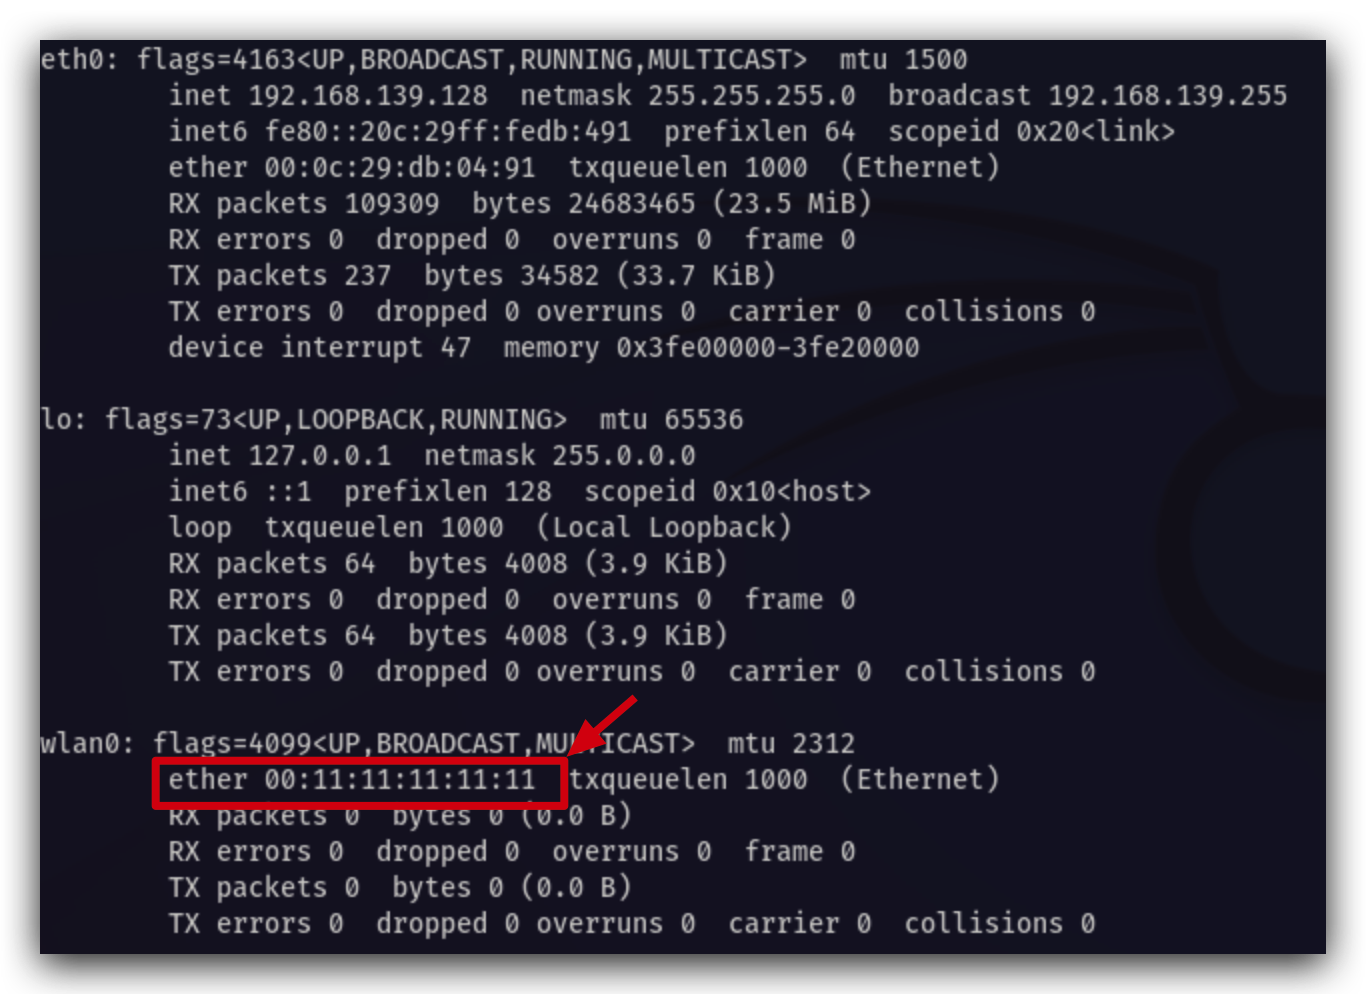 eth0: flags=4163<UP,BROADCAST,RUNNING,MULTICAST>  mtu 1500
        inet 192.168.139.128  netmask 255.255.255.0  broadcast 192.168.139.255
        inet6 fe80::20c:29ff:fedb:491  prefixlen 64  scopeid 0x20<link>
        ether 00:0c:29:db:04:91  txqueuelen 1000  (Ethernet)
        RX packets 109309  bytes 24683465 (23.5 MiB)
        RX errors 0  dropped 0  overruns 0  frame 0
        TX packets 237  bytes 34582 (33.7 KiB)
        TX errors 0  dropped 0 overruns 0  carrier 0  collisions 0
        device interrupt 47  memory 0x3fe00000-3fe20000
lo: flags=73<UP,LOOPBACK,RUNNING>  mtu 65536
        inet 127.0.0.1  netmask 255.0.0.0
        inet6 ::1  prefixlen 128  scopeid 0x10<host>
        loop  txqueuelen 1000  (Local Loopback)
        RX packets 64  bytes 4008 (3.9 KiB)
        RX errors 0  dropped 0  overruns 0  frame 0
        TX packets 64  bytes 4008 (3.9 KiB)
        TX errors 0  dropped 0 overruns 0  carrier 0  collisions 0
wlan0: flags=4099<UP,BROADCAST,MULTICAST>  mtu 2312
        ether 00:11:11:11:11:11  txqueuelen 1000  (Ethernet)
        RX packets 0  bytes 0 (0.0 B)
        RX errors 0  dropped 0  overruns 0  frame 0
        TX packets 0  bytes 0 (0.0 B)
        TX errors 0  dropped 0 overruns 0  carrier 0  collisions 0